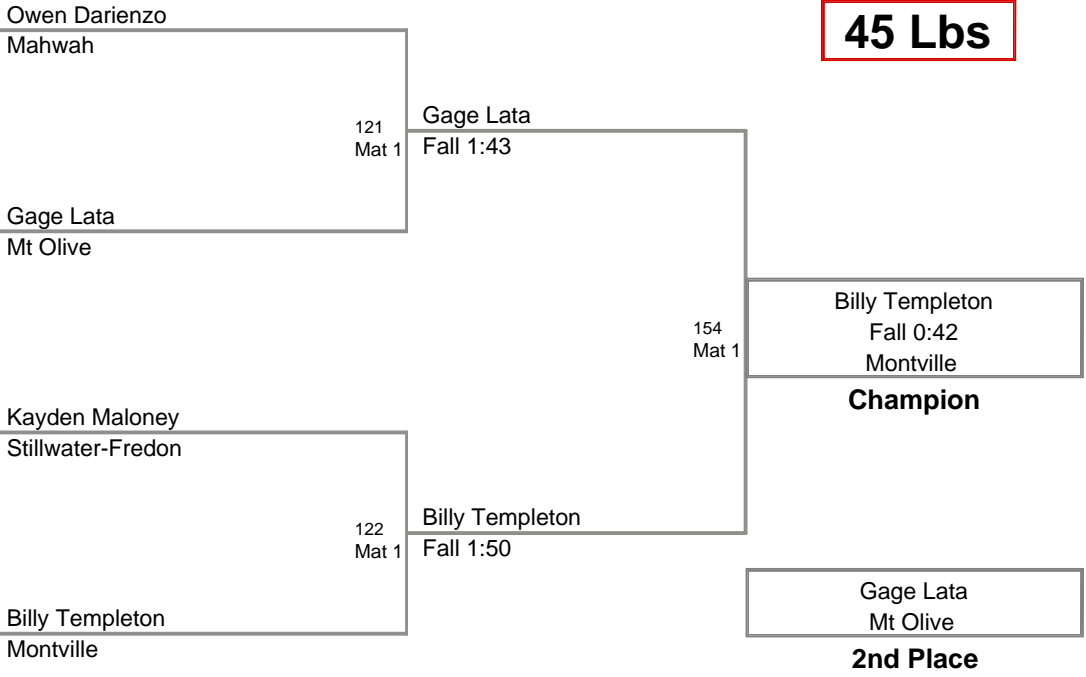 Owen Darienzo
Mahwah
45 Lbs
121
Mat 1
Gage Lata
Fall 1:43
Gage Lata
Mt Olive
154
Mat 1
Billy Templeton
Fall 0:42
Montville
Champion
Kayden Maloney
Stillwater-Fredon
122
Mat 1
Billy Templeton
Fall 1:50
Billy Templeton
Montville
Gage Lata
Mt Olive
2nd Place